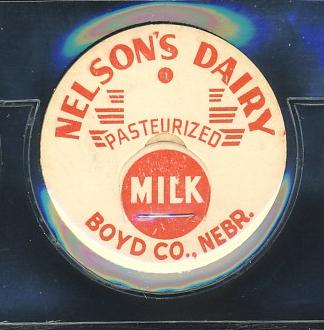 NELSON'S DAIRY
PASTEURIZED
MILK
BOYD CO., NEBR.